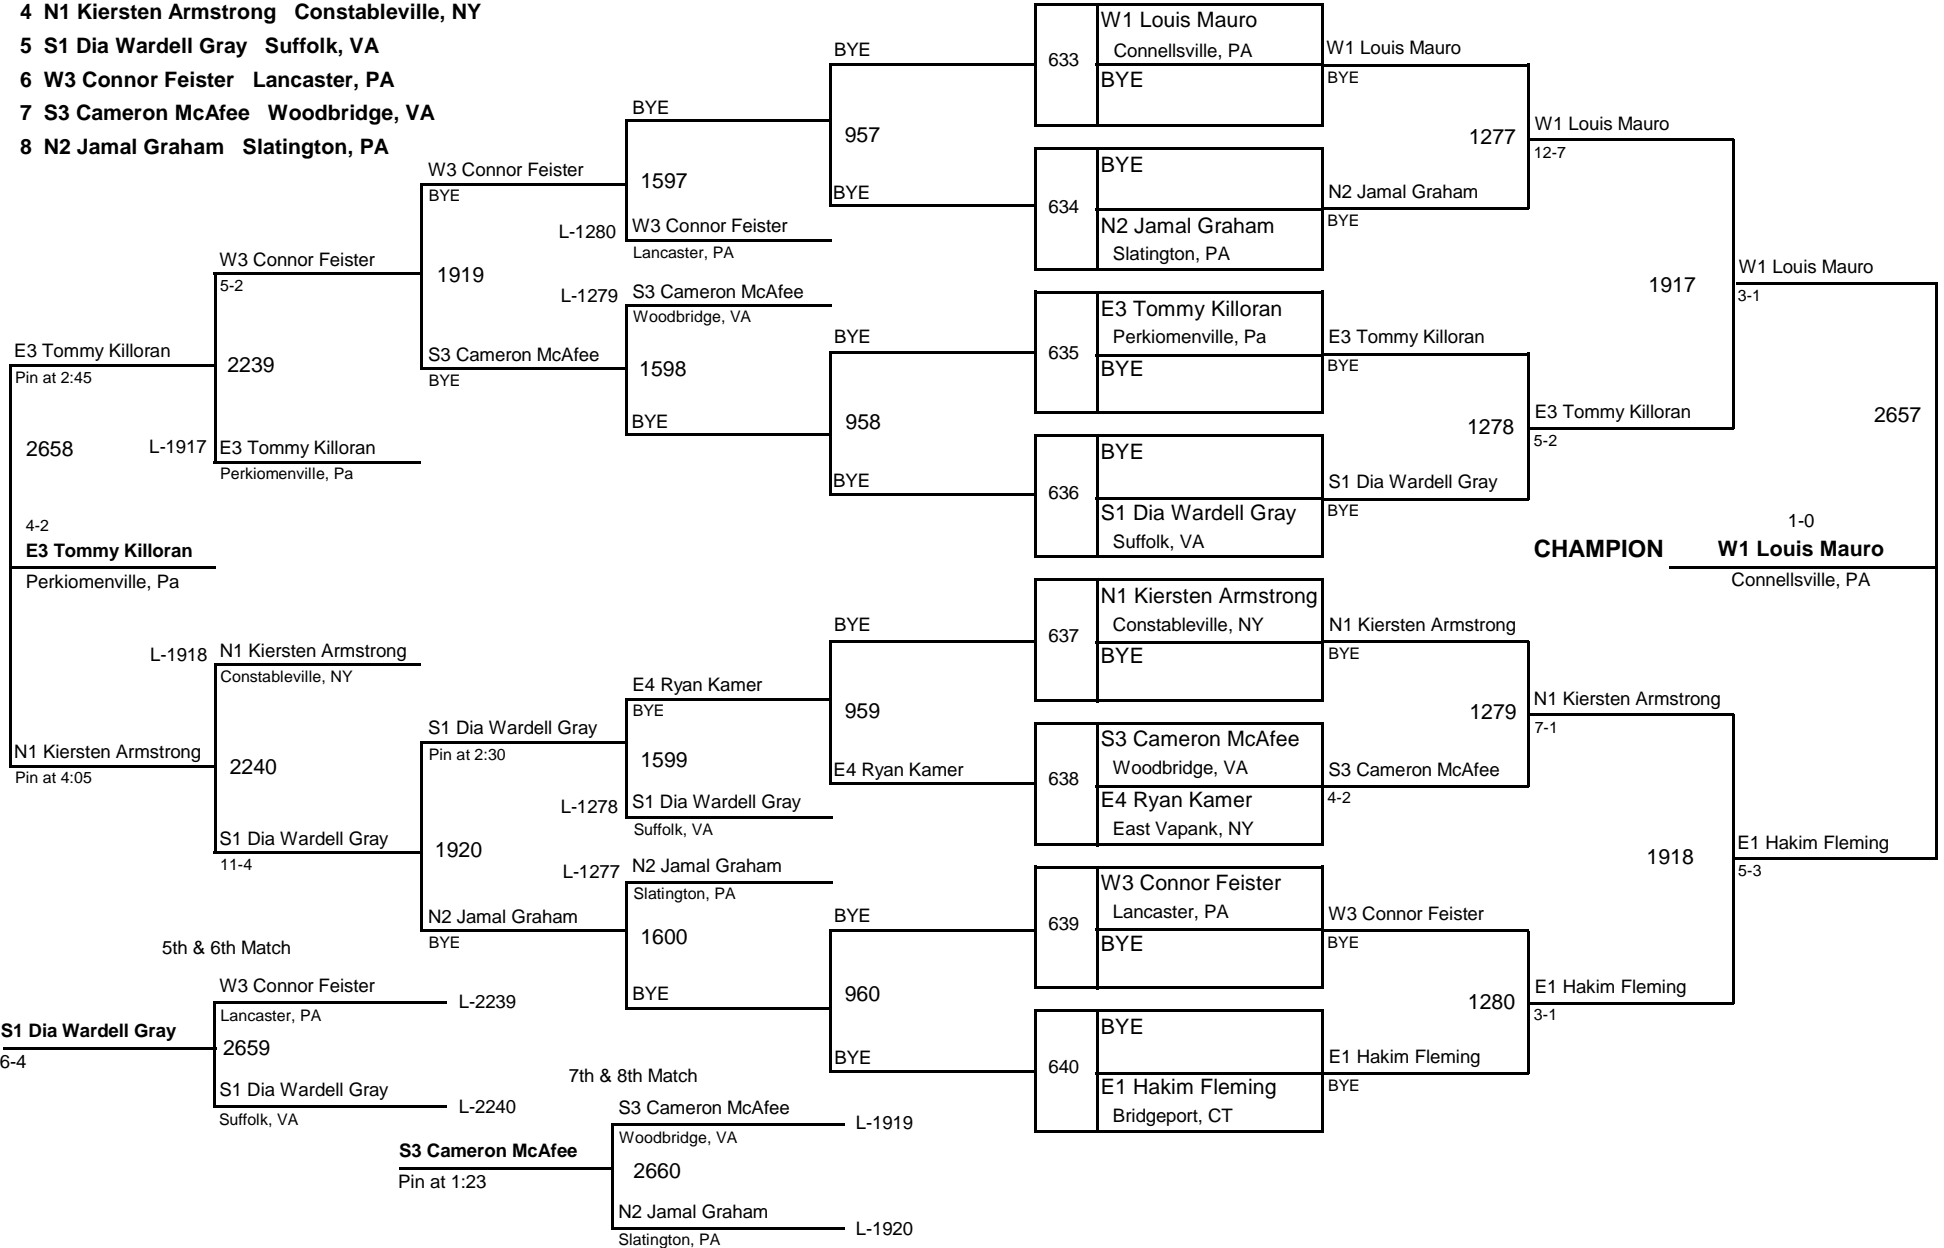 4 N1 Kiersten Armstrong Constableville, NY
5 S1 Dia Wardell Gray Suffolk, VA
6 W3 Connor Feister Lancaster, PA
7 S3 Cameron McAfee Woodbridge, VA
8 N2 Jamal Graham Slatington, PA
E3 Tommy Killoran
Pin at 2:45
2658
4-2
E3 Tommy Killoran
Perkiomenville, Pa
N1 Kiersten Armstrong
Pin at 4:05
W3 Connor Feister
5-2
2239
L-1917 E3 Tommy Killoran
Perkiomenville, Pa
L-1918 N1 Kiersten Armstrong
Constableville, NY
2240
S1 Dia Wardell Gray
11-4
W3 Connor Feister
BYE
1919
S3 Cameron McAfee
BYE
S1 Dia Wardell Gray
Pin at 2:30
1920
N2 Jamal Graham
BYE
BYE
1597
L-1280 W3 Connor Feister
Lancaster, PA
L-1279 S3 Cameron McAfee
Woodbridge, VA
1598
BYE
E4 Ryan Kamer
BYE
1599
L-1278 S1 Dia Wardell Gray
Suffolk, VA
L-1277 N2 Jamal Graham
Slatington, PA
1600
BYE
BYE
957
BYE
BYE
958
BYE
BYE
959
E4 Ryan Kamer
BYE
960
BYE
633
W1 Louis Mauro
Connellsville, PA
BYE
634
BYE
N2 Jamal Graham
Slatington, PA
635
E3 Tommy Killoran
Perkiomenville, Pa
BYE
636
BYE
S1 Dia Wardell Gray
Suffolk, VA
637
N1 Kiersten Armstrong
Constableville, NY
BYE
638
S3 Cameron McAfee
Woodbridge, VA
E4 Ryan Kamer
East Vapank, NY
639
W3 Connor Feister
Lancaster, PA
BYE
640
BYE
E1 Hakim Fleming
Bridgeport, CT
W1 Louis Mauro
BYE
1277
N2 Jamal Graham
BYE
E3 Tommy Killoran
BYE
1278
S1 Dia Wardell Gray
BYE
N1 Kiersten Armstrong
BYE
1279
S3 Cameron McAfee
4-2
W3 Connor Feister
BYE
1280
E1 Hakim Fleming
BYE
W1 Louis Mauro
12-7
1917
E3 Tommy Killoran
5-2
N1 Kiersten Armstrong
7-1
1918
E1 Hakim Fleming
3-1
W1 Louis Mauro
3-1
2657
1-0
CHAMPION W1 Louis Mauro
Connellsville, PA
E1 Hakim Fleming
5-3
5th & 6th Match
W3 Connor Feister L-2239
Lancaster, PA
S1 Dia Wardell Gray
6-4
2659
S1 Dia Wardell Gray L-2240
Suffolk, VA
7th & 8th Match
S3 Cameron McAfee L-1919
Woodbridge, VA
S3 Cameron McAfee
Pin at 1:23
2660
N2 Jamal Graham L-1920
Slatington, PA